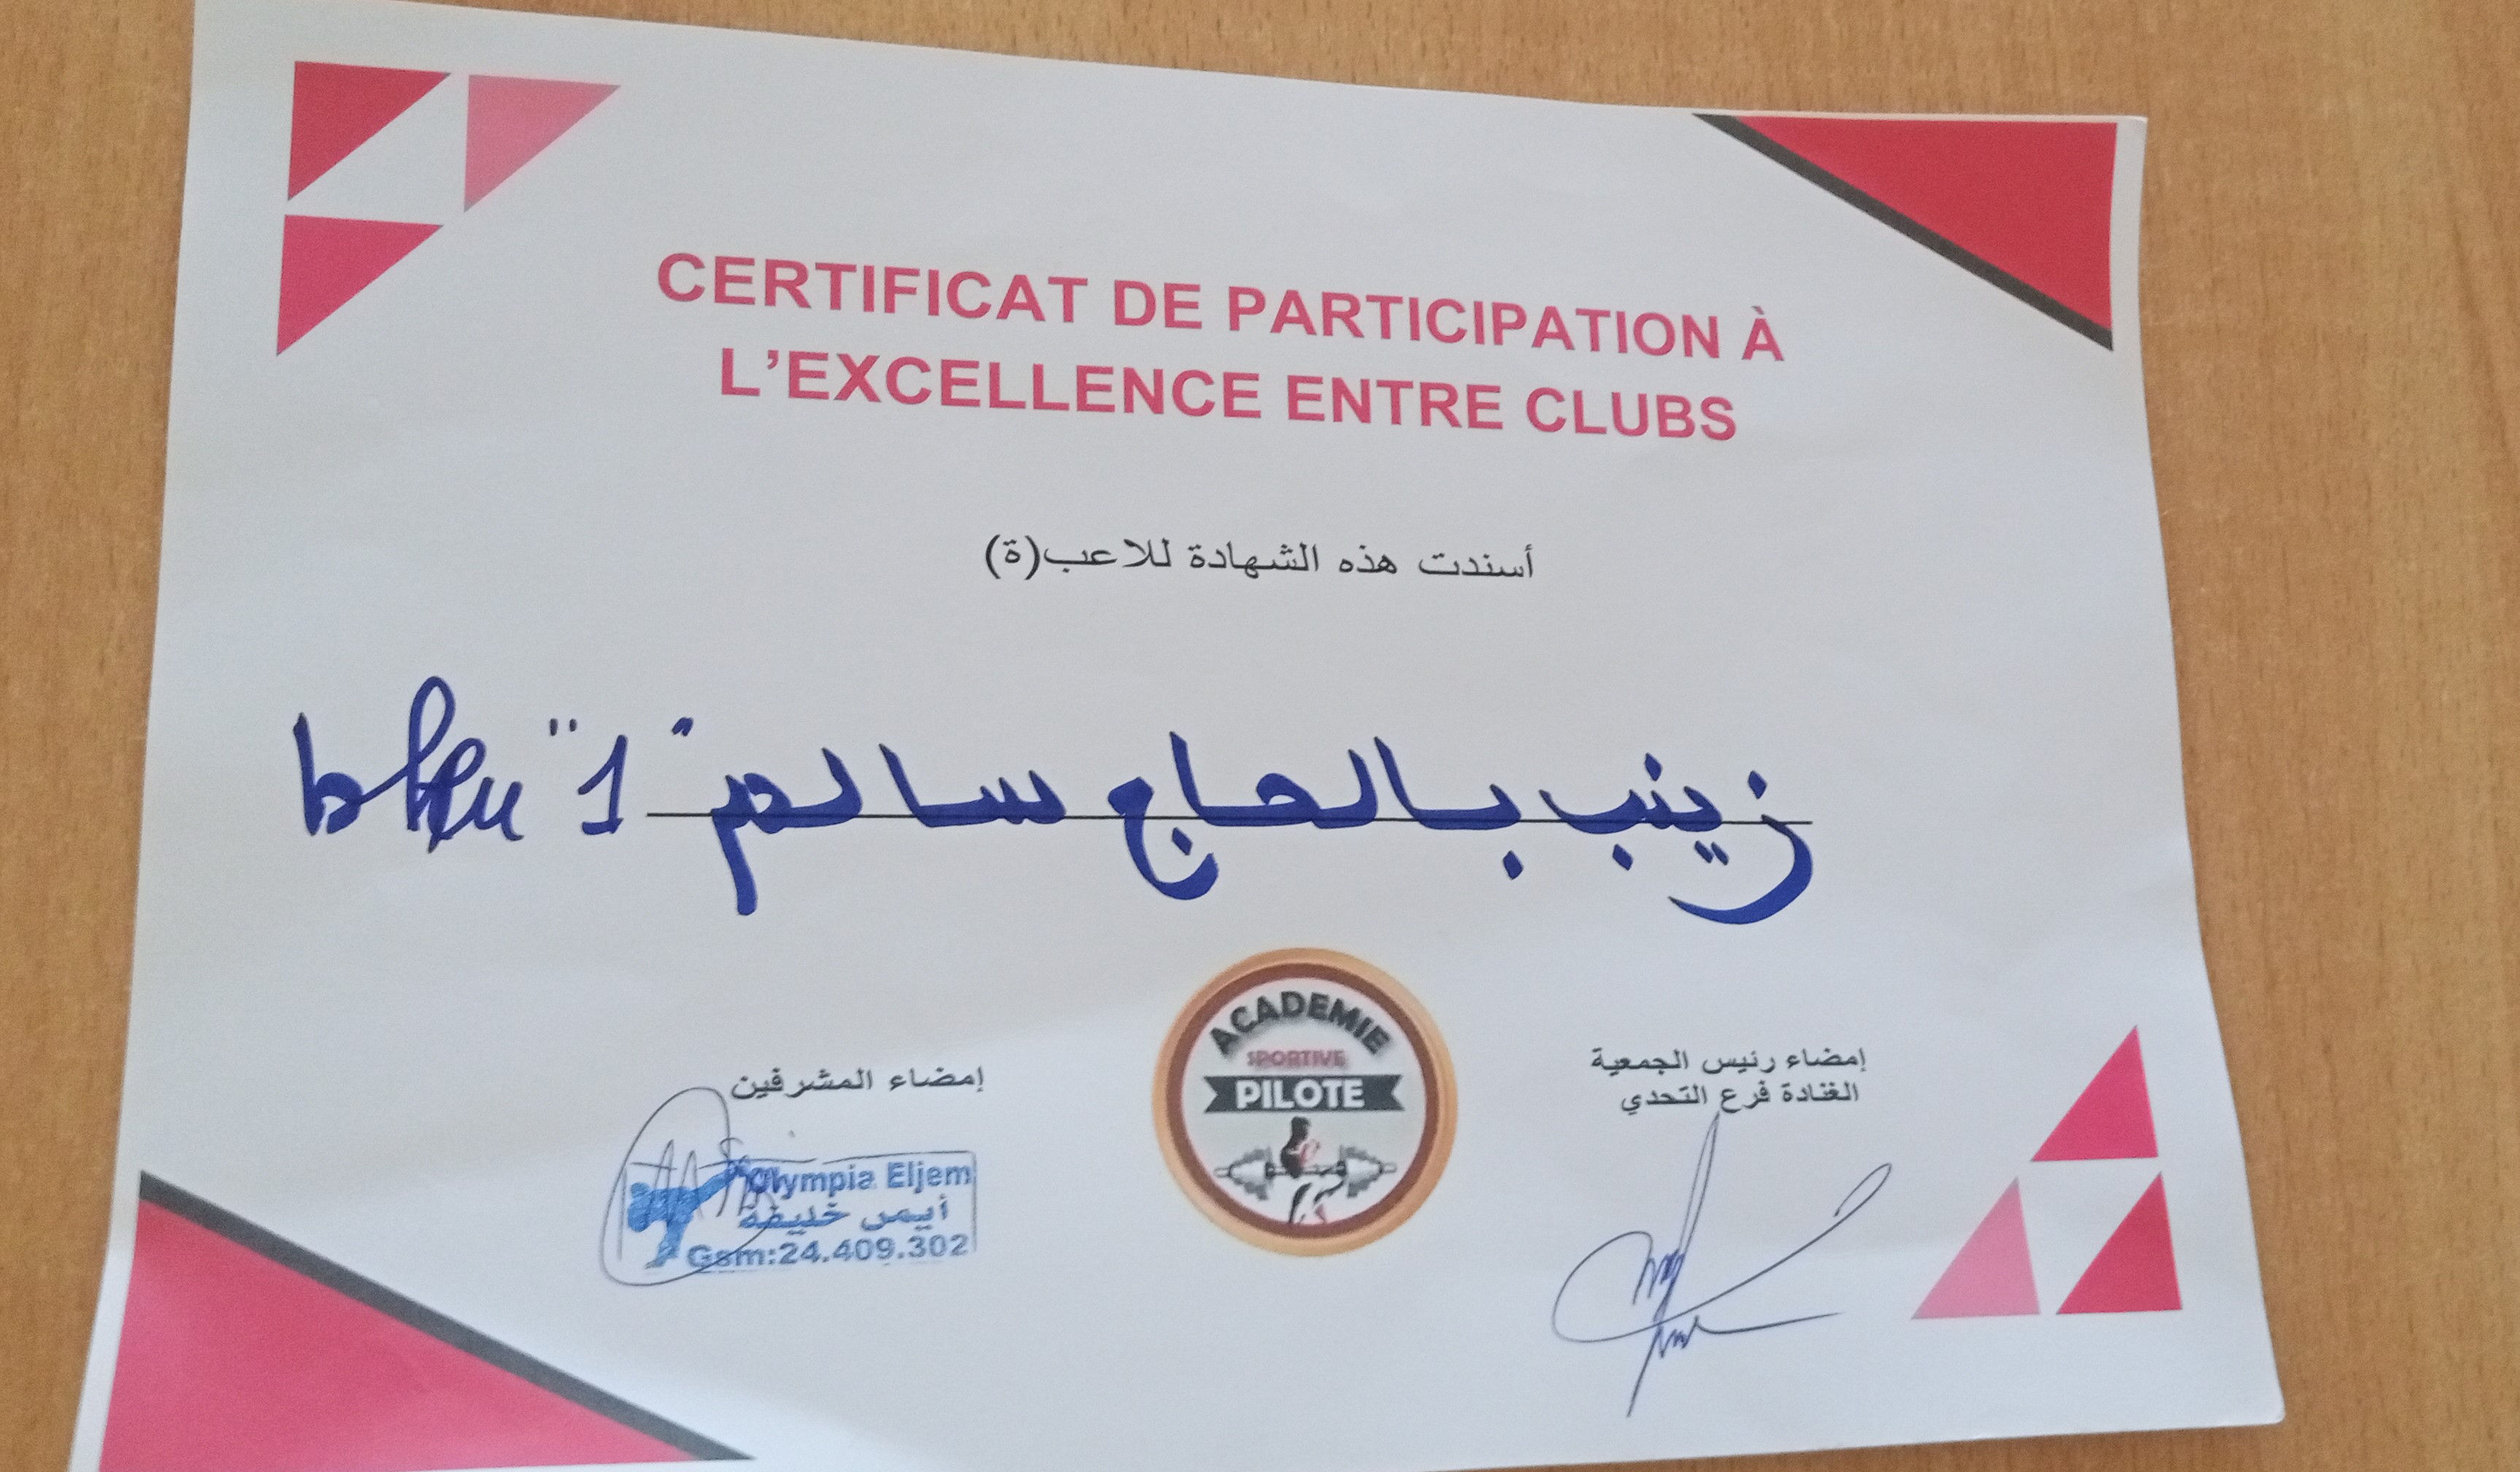 CERTIFICAT DE PARTICIPATION À
L'EXCELLENCE ENTRE CLUBS
أسندت هذه الشهادة للاعب(ة)
زينب بالحاج سالم "1" bleu
إمضاء المشرفين
Olympia Eljem
أيمن خليفة
Gsm:24.409.302
ACADEMIE
SPORTIVE
PILOTE
إمضاء رئيس الجمعية
الغنادة فرع التحدي